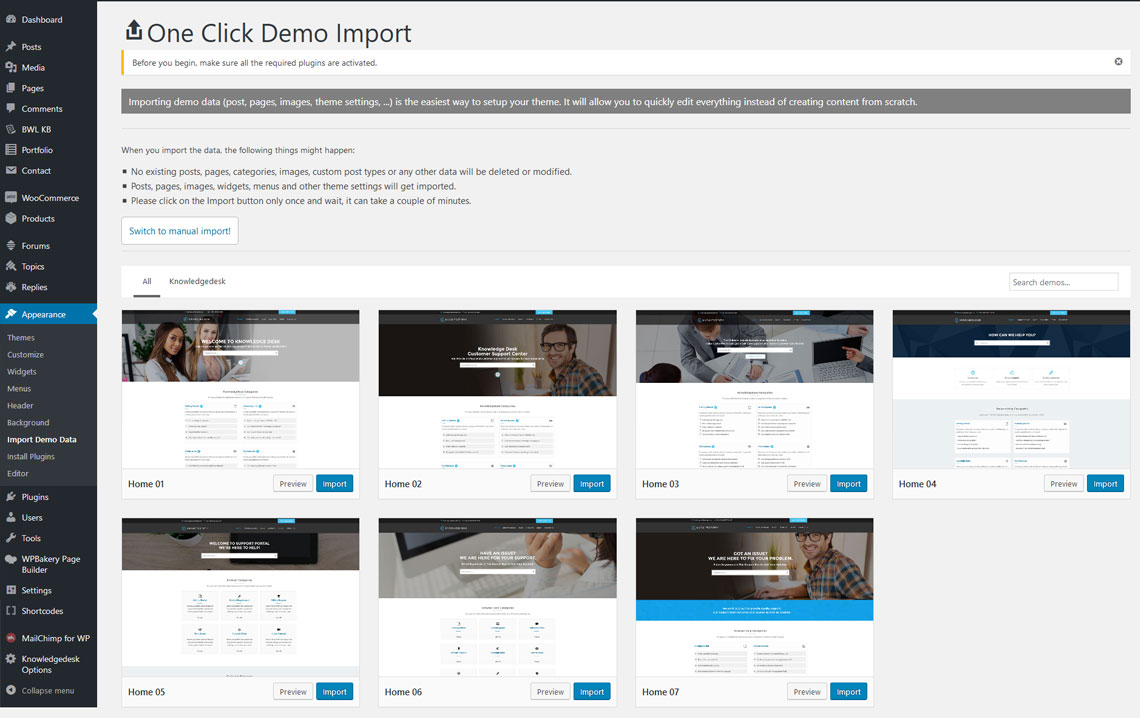 Dashboard
Posts
Media
Pages
Comments
BWL KB
Portfolio
Contact
WooCommerce
Products
Forums
Topics
Replies
Appearance
Themes
Customize
Widgets
Menus
Header
Background
Import Demo Data
Install Plugins
Editor
Plugins
Users
Tools
WPBakery Page
Builder
Settings
Shortcodes
MailChimp for WP
Knowledgedesk
Options
Collapse menu
One Click Demo Import
Before you begin, make sure all the required plugins are activated.
Importing demo data (post, pages, images, theme settings, ...) is the easiest way to setup your theme. It will allow you to quickly edit everything instead of creating content from scratch.
When you import the data, the following things might happen:
No existing posts, pages, categories, images, custom post types or any other data will be deleted or modified.
Posts, pages, images, widgets, menus and other theme settings will get imported.
Please click on the Import button only once and wait, it can take a couple of minutes.
Switch to manual import!
All Knowledgedesk Search demos...
WELCOME TO KNOWLEDGE DESK
Home 01 Preview Import
Knowledge Desk
Customer Support Center
Home 02 Preview Import
Home 03 Preview Import
HOW CAN WE HELP YOU?
Home 04 Preview Import
WELCOME TO SUPPORT PORTAL
WE'RE HERE TO HELP!
Home 05 Preview Import
HAVE AN ISSUE?
WE ARE HERE FOR YOUR SUPPORT.
Home 06 Preview Import
GOT AN ISSUE?
WE ARE HERE TO FIX YOUR PROBLEM.
Home 07 Preview Import